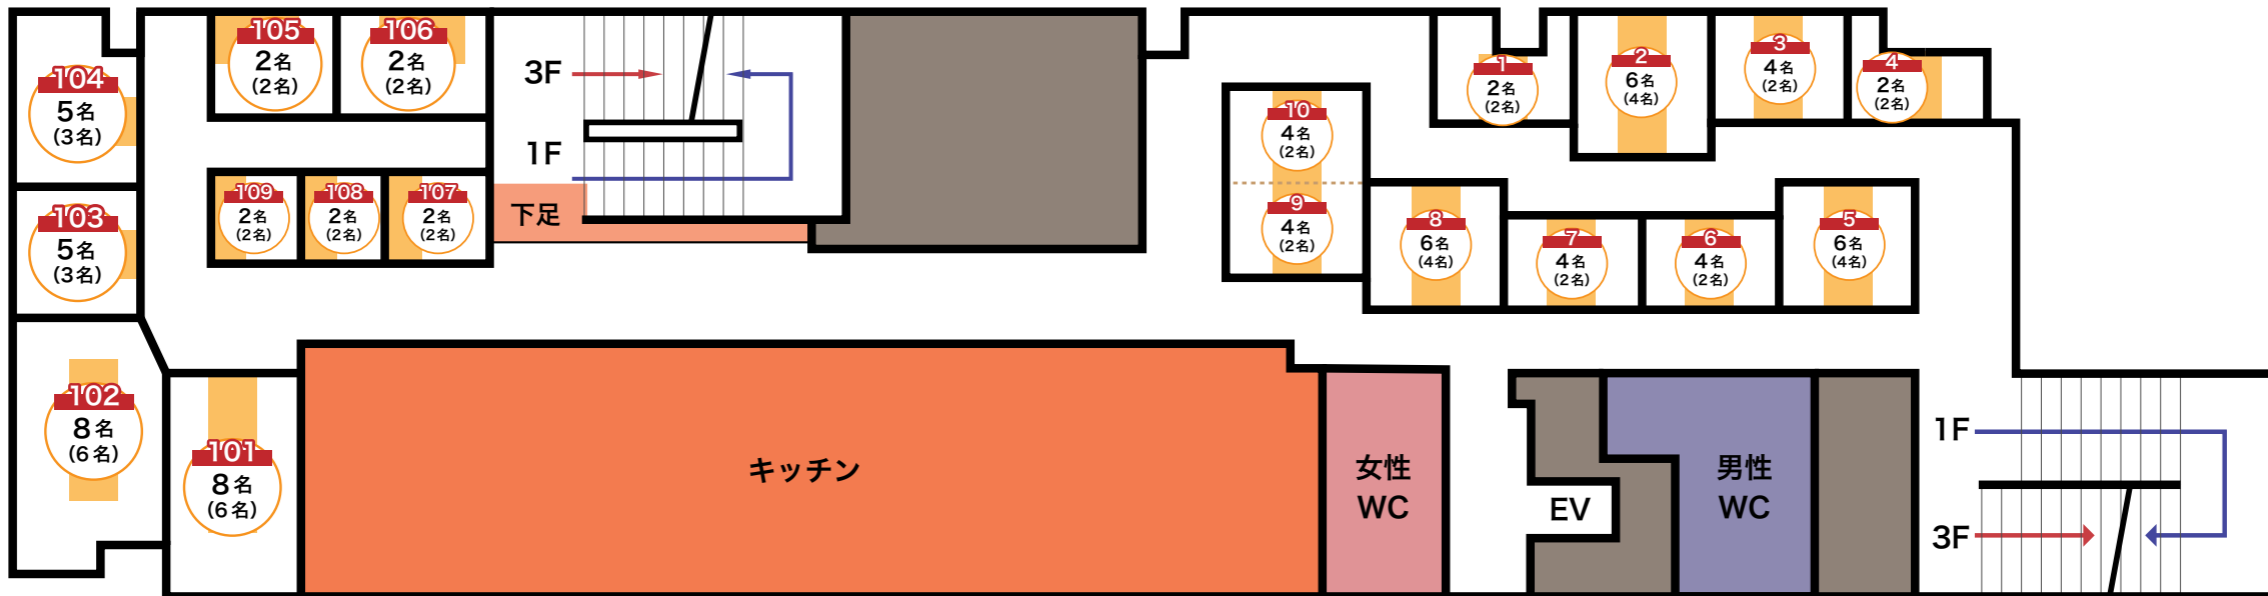 104
5名
(3名)
105
2名
(2名)
106
2名
(2名)
3F
1F
下足
103
5名
(3名)
109
2名
(2名)
108
2名
(2名)
107
2名
(2名)
102
8名
(6名)
101
8名
(6名)
キッチン
女性
WC
EV
男性
WC
1
2名
(2名)
2
6名
(4名)
3
4名
(2名)
4
2名
(2名)
10
4名
(2名)
9
4名
(2名)
8
6名
(4名)
7
4名
(2名)
6
4名
(2名)
5
6名
(4名)
1F
3F